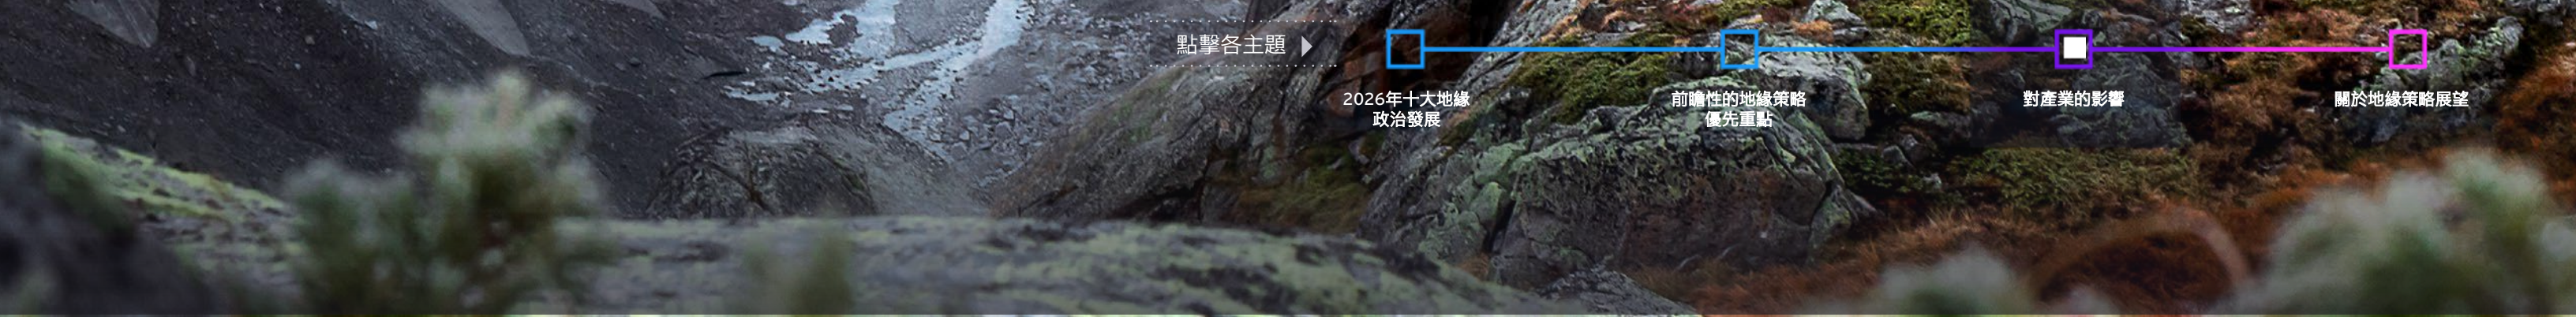 點擊各主題
2026年十大地緣
政治發展
前瞻性的地緣策略
優先重點
對產業的影響
關於地緣策略展望